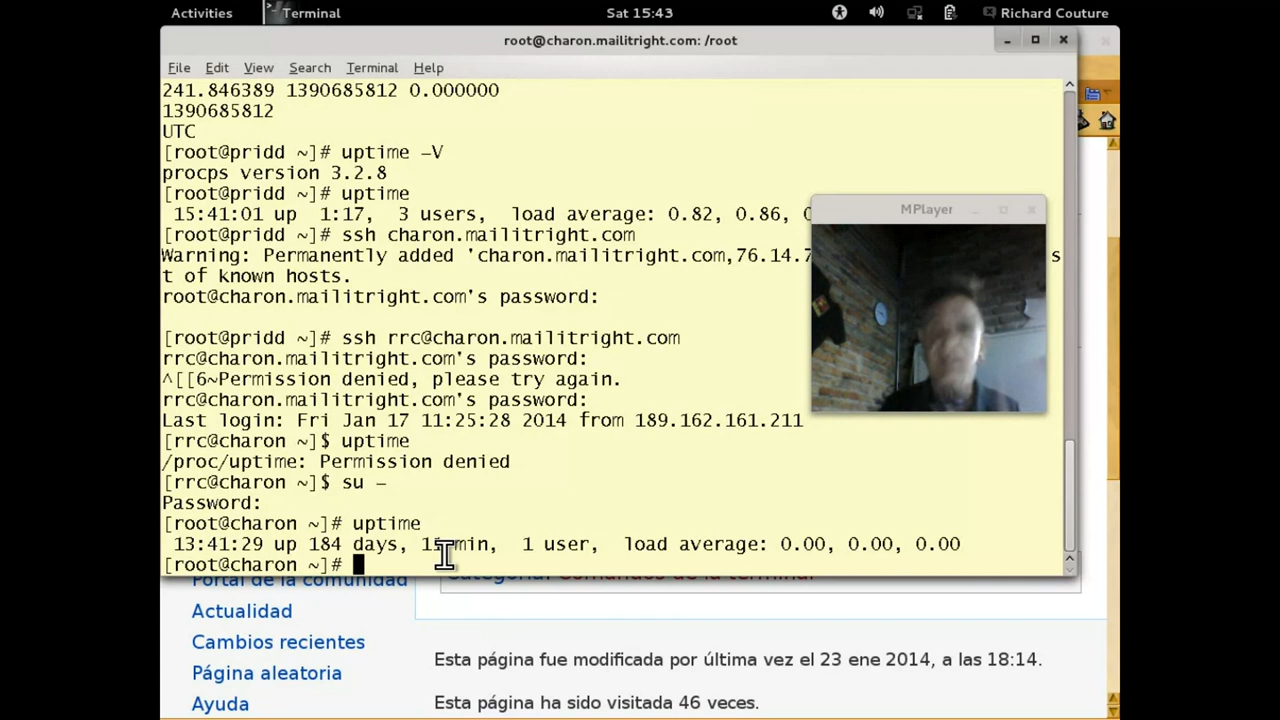 Activities Terminal Sat 15:43 Richard Couture
root@charon.mailitright.com: /root
File Edit View Search Terminal Help
241.846389 1390685812 0.000000
1390685812
UTC
[root@pridd ~]# uptime -V
procps version 3.2.8
[root@pridd ~]# uptime
15:41:01 up 1:17, 3 users, load average: 0.82, 0.86,
[root@pridd ~]# ssh charon.mailitright.com
Warning: Permanently added 'charon.mailitright.com,76.14.7 s
t of known hosts.
root@charon.mailitright.com's password:
[root@pridd ~]# ssh rrc@charon.mailitright.com
rrc@charon.mailitright.com's password:
^[[6~Permission denied, please try again.
rrc@charon.mailitright.com's password:
Last login: Fri Jan 17 11:25:28 2014 from 189.162.161.211
[rrc@charon ~]$ uptime
/proc/uptime: Permission denied
[rrc@charon ~]$ su -
Password:
[root@charon ~]# uptime
13:41:29 up 184 days, min, 1 user, load average: 0.00, 0.00, 0.00
[root@charon ~]#
MPlayer
Portal de la comunidad
Actualidad
Cambios recientes
Página aleatoria
Ayuda
Categoría: Comandos de la terminal
Esta página fue modificada por última vez el 23 ene 2014, a las 18:14.
Esta página ha sido visitada 46 veces.